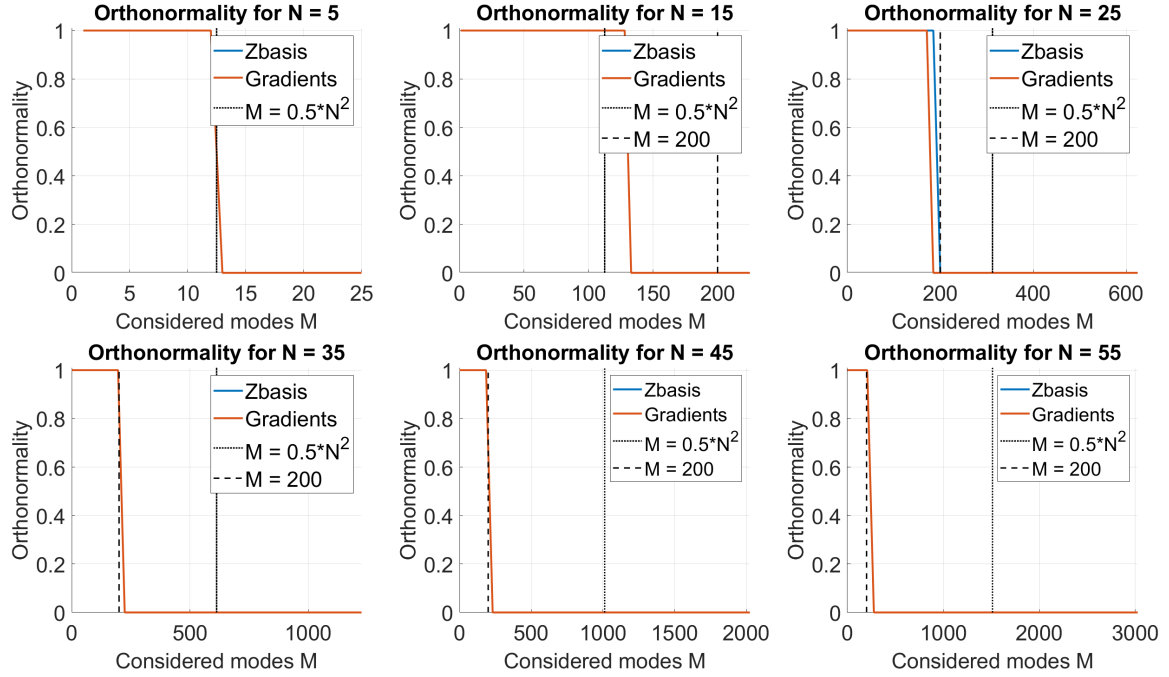 Orthonormality for N = 5
Orthonormality
1
0.8
0.6
0.4
0.2
0
0 5 10 15 20 25
Considered modes M
Zbasis
Gradients
M = 0.5*N^2
Orthonormality for N = 15
Orthonormality
1
0.8
0.6
0.4
0.2
0
0 50 100 150 200
Considered modes M
Zbasis
Gradients
M = 0.5*N^2
M = 200
Orthonormality for N = 25
Orthonormality
1
0.8
0.6
0.4
0.2
0
0 200 400 600
Considered modes M
Zbasis
Gradients
M = 0.5*N^2
M = 200
Orthonormality for N = 35
Orthonormality
1
0.8
0.6
0.4
0.2
0
0 500 1000
Considered modes M
Zbasis
Gradients
M = 0.5*N^2
M = 200
Orthonormality for N = 45
Orthonormality
1
0.8
0.6
0.4
0.2
0
0 500 1000 1500 2000
Considered modes M
Zbasis
Gradients
M = 0.5*N^2
M = 200
Orthonormality for N = 55
Orthonormality
1
0.8
0.6
0.4
0.2
0
0 1000 2000 3000
Considered modes M
Zbasis
Gradients
M = 0.5*N^2
M = 200